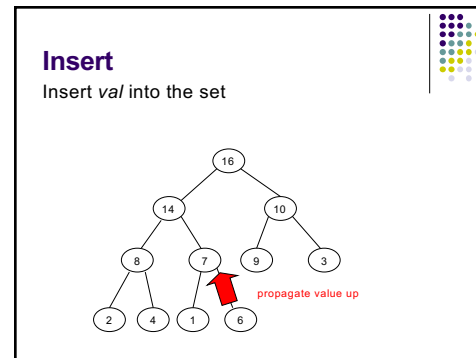 Insert
Insert val into the set
16
14 10
8 7 9 3
propagate value up
2 4 1 6